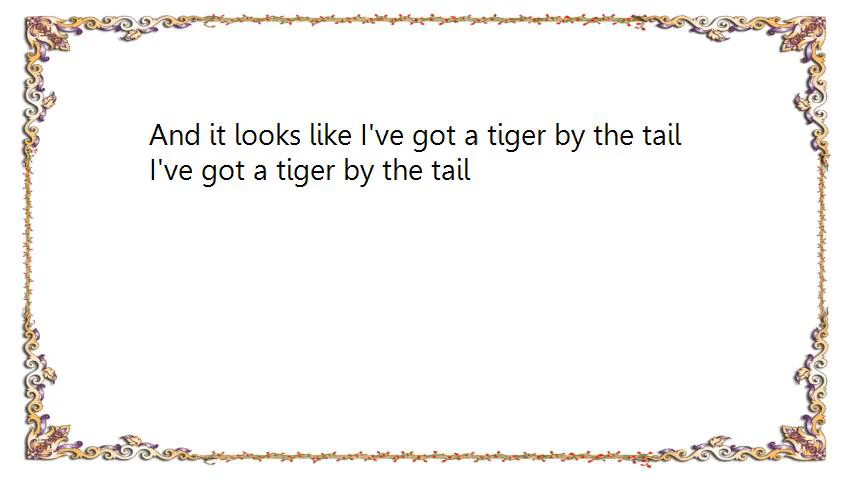 And it looks like I've got a tiger by the tail
I've got a tiger by the tail